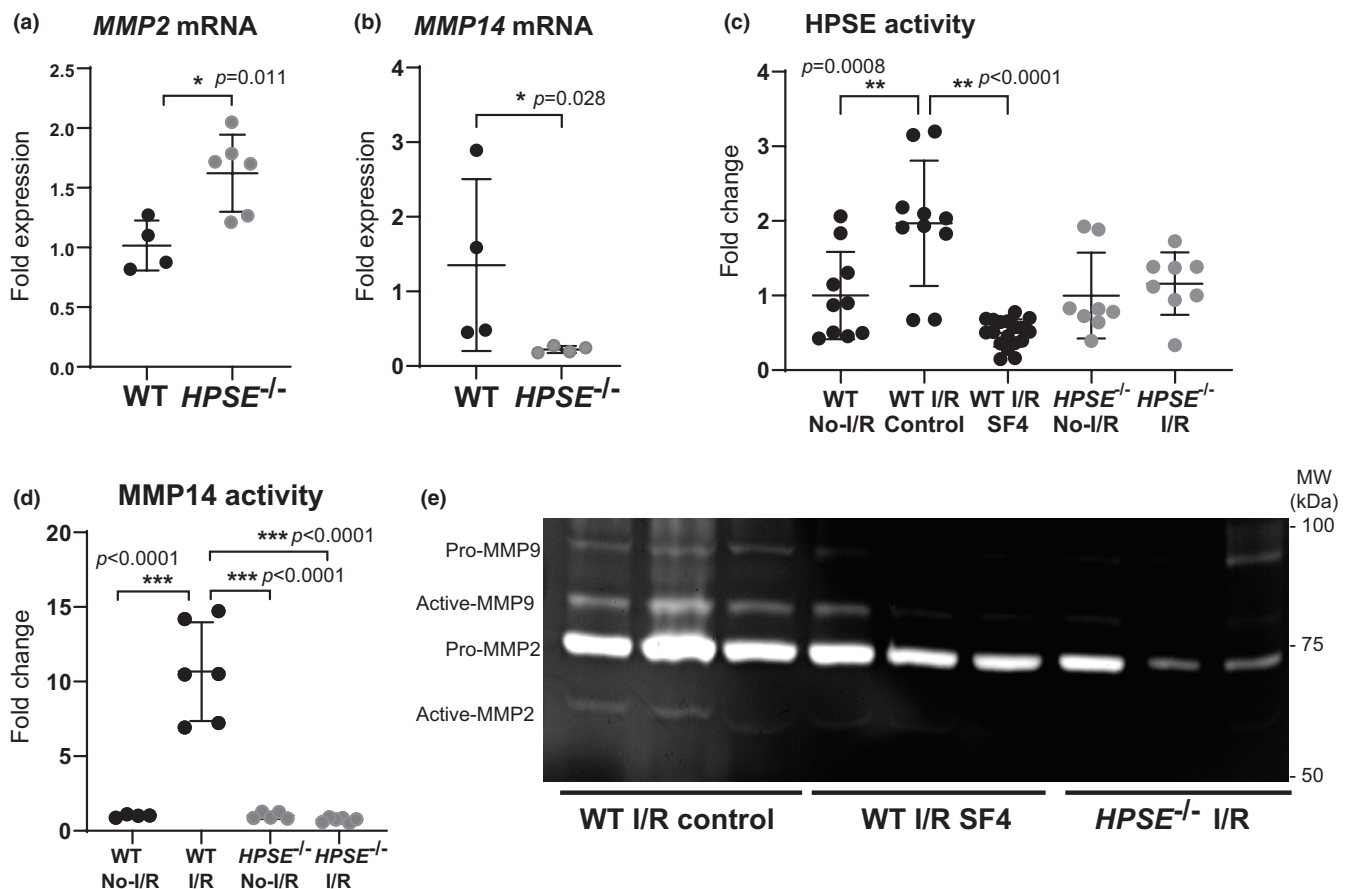 (a)
MMP2 mRNA
Fold expression
2.5
2.0
1.5
1.0
0.5
0.0
* p=0.011
WT HPSE-/-
(b)
MMP14 mRNA
Fold expression
4
3
2
1
0
* p=0.028
WT HPSE-/-
(c)
HPSE activity
Fold change
4
3
2
1
0
p=0.0008
**
** p<0.0001
WT WT I/R WT I/R HPSE-/- HPSE-/-
No-I/R Control SF4 No-I/R I/R
(d)
MMP14 activity
Fold change
20
15
10
5
0
*** p<0.0001
p<0.0001
***
*** p<0.0001
WT WT HPSE-/- HPSE-/-
No-I/R I/R No-I/R I/R
(e)
MW
(kDa)
Pro-MMP9
Active-MMP9
Pro-MMP2
Active-MMP2
- 100
- 75
- 50
WT I/R control WT I/R SF4 HPSE-/- I/R